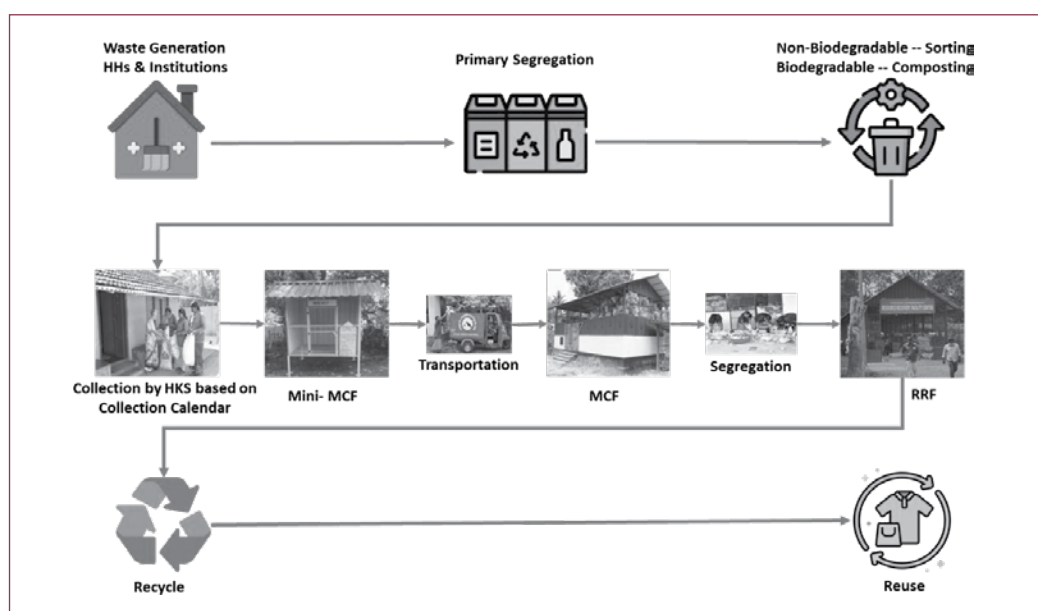 Waste Generation
HHs & Institutions
Primary Segregation
Non-Biodegradable -- Sorting
Biodegradable -- Composting
Collection by HKS based on
Collection Calendar
Mini- MCF
Transportation
MCF
Segregation
RRF
Recycle
Reuse